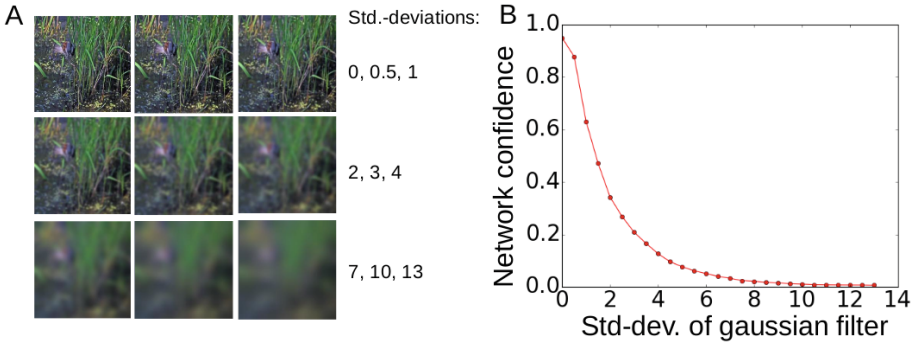 A
Std.-deviations:
0, 0.5, 1
2, 3, 4
7, 10, 13
B
1.0
0.8
0.6
0.4
0.2
0.0
Network confidence
0 2 4 6 8 10 12 14
Std-dev. of gaussian filter